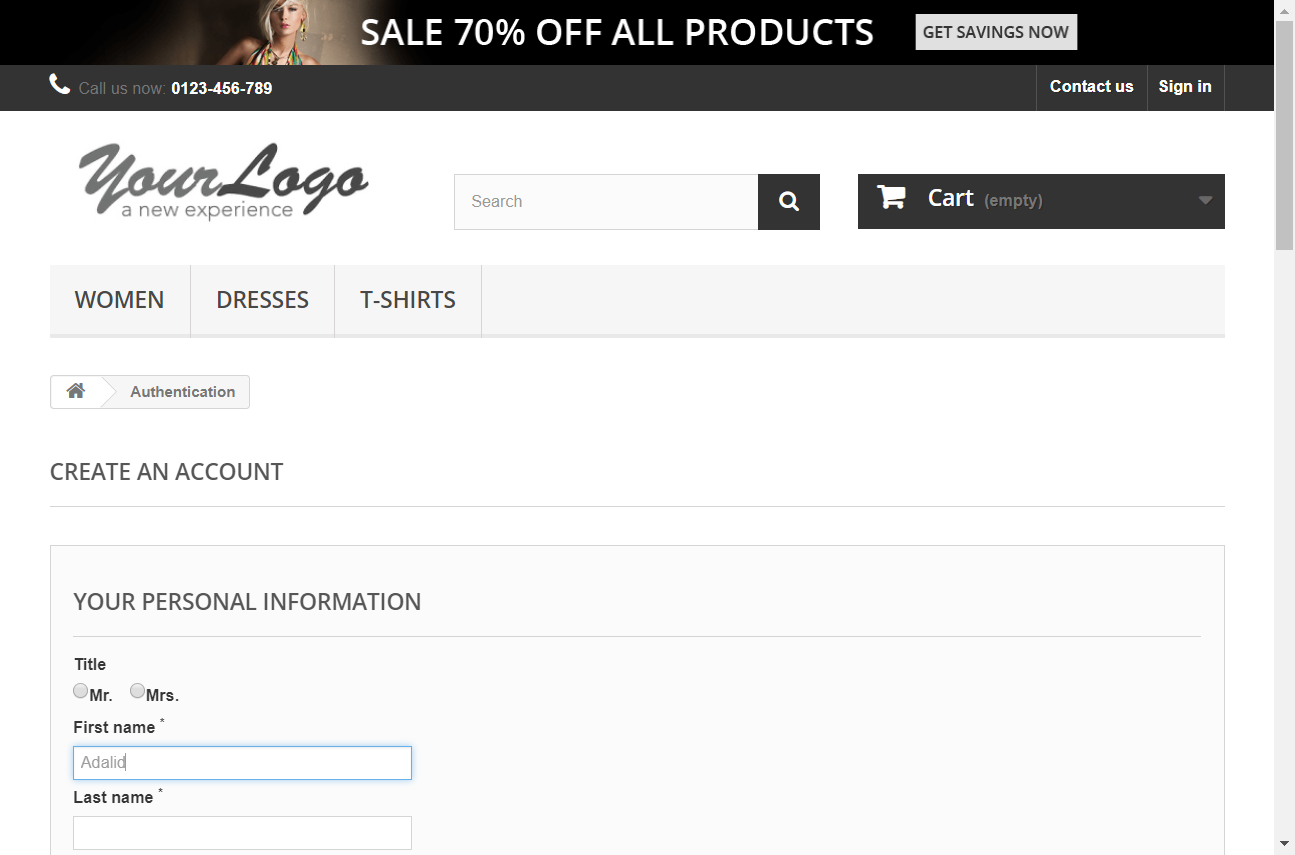 SALE 70% OFF ALL PRODUCTS GET SAVINGS NOW
Call us now: 0123-456-789 Contact us Sign in
Your Logo
a new experience
Search Cart (empty)
WOMEN DRESSES T-SHIRTS
Authentication
CREATE AN ACCOUNT
YOUR PERSONAL INFORMATION
Title
Mr. Mrs.
First name *
Adalid
Last name *